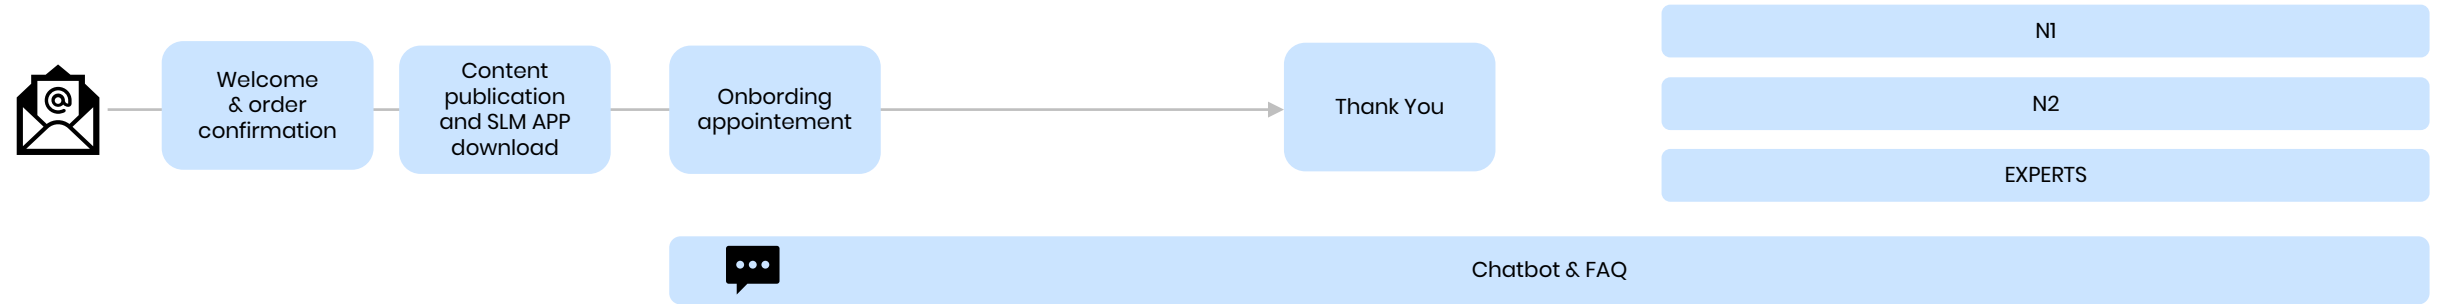 Welcome
& order
confirmation
Content
publication
and SLM APP
download
Onbording
appointement
Thank You
N1
N2
EXPERTS
Chatbot & FAQ